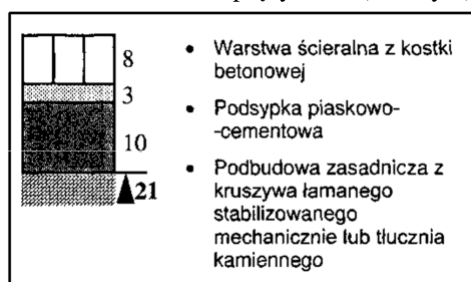 8
3
10
21
• Warstwa ścieralna z kostki
betonowej
• Podsypka piaskowo-
-cementowa
• Podbudowa zasadnicza z
kruszywa łamanego
stabilizowanego
mechanicznie lub tłucznia
kamiennego